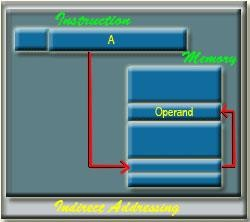 Instruction
A
Memory
Operand
Indirect Addressing